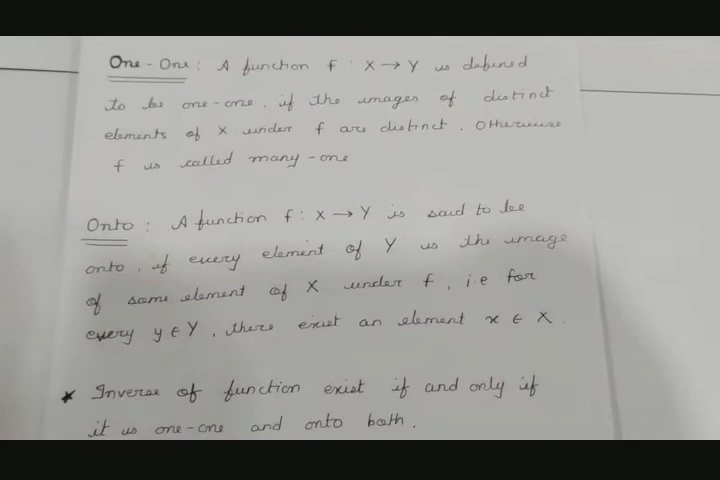 One - One : A function f : X → Y is defined
to be one-one, if the images of distinct
elements of X under f are distinct. Otherwise
f is called many-one
Onto : A function f : X → Y is said to be
onto, if every element of Y is the image
of some element of X under f, i.e for
every y ∈ Y, there exist an element x ∈ X.
* Inverse of function exist if and only if
it is one-one and onto both.